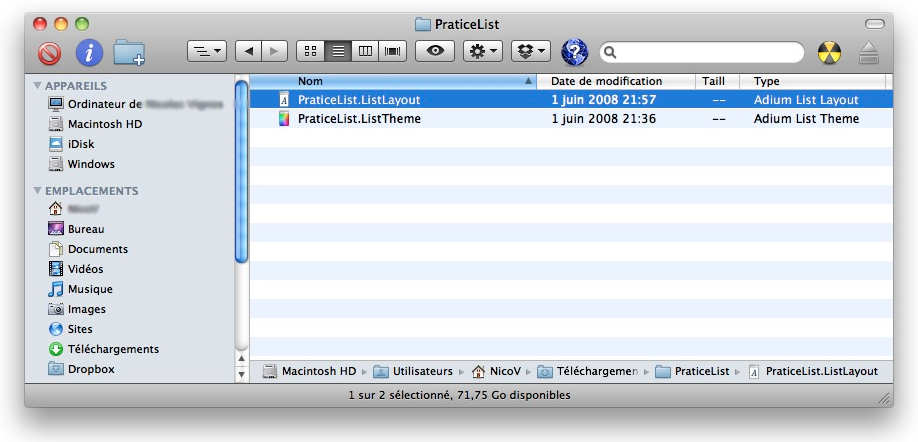 PraticeList
Nom
Date de modification
Taill
Type
APPAREILS
Ordinateur de
Macintosh HD
iDisk
Windows
EMPLACEMENTS
Bureau
Documents
Vidéos
Musique
Images
Sites
Téléchargements
Dropbox
PraticeList.ListLayout 1 juin 2008 21:57 -- Adium List Layout
PraticeList.ListTheme 1 juin 2008 21:36 -- Adium List Theme
Macintosh HD Utilisateurs NicoV Téléchargemen PraticeList PraticeList.ListLayout
1 sur 2 sélectionné, 71,75 Go disponibles